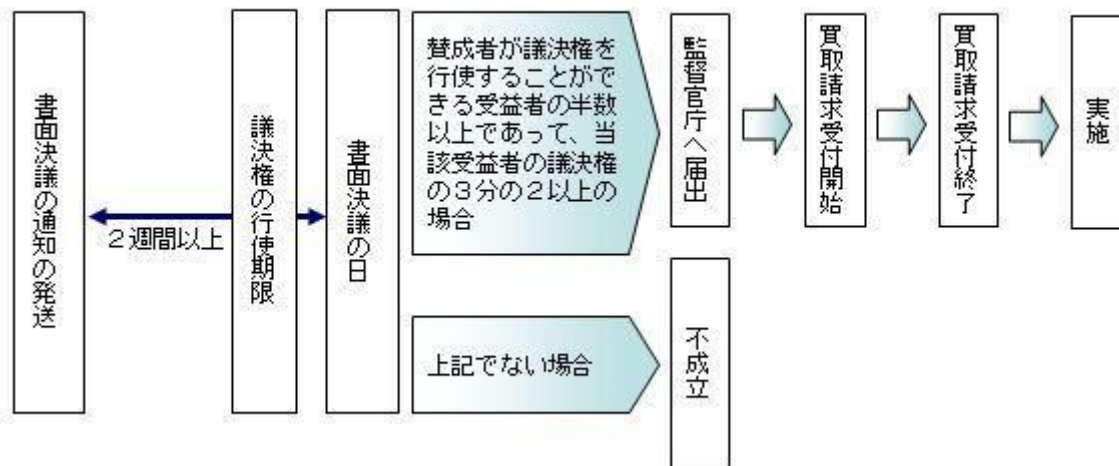 書面決議の通知の発送
２週間以上
議決権の行使期限
書面決議の日
賛成者が議決権を
行使することがで
きる受益者の半数
以上であって、当
該受益者の議決権
の３分の２以上の
場合
監督官庁へ届出
買取請求受付開始
買取請求受付終了
実施
上記でない場合
不成立